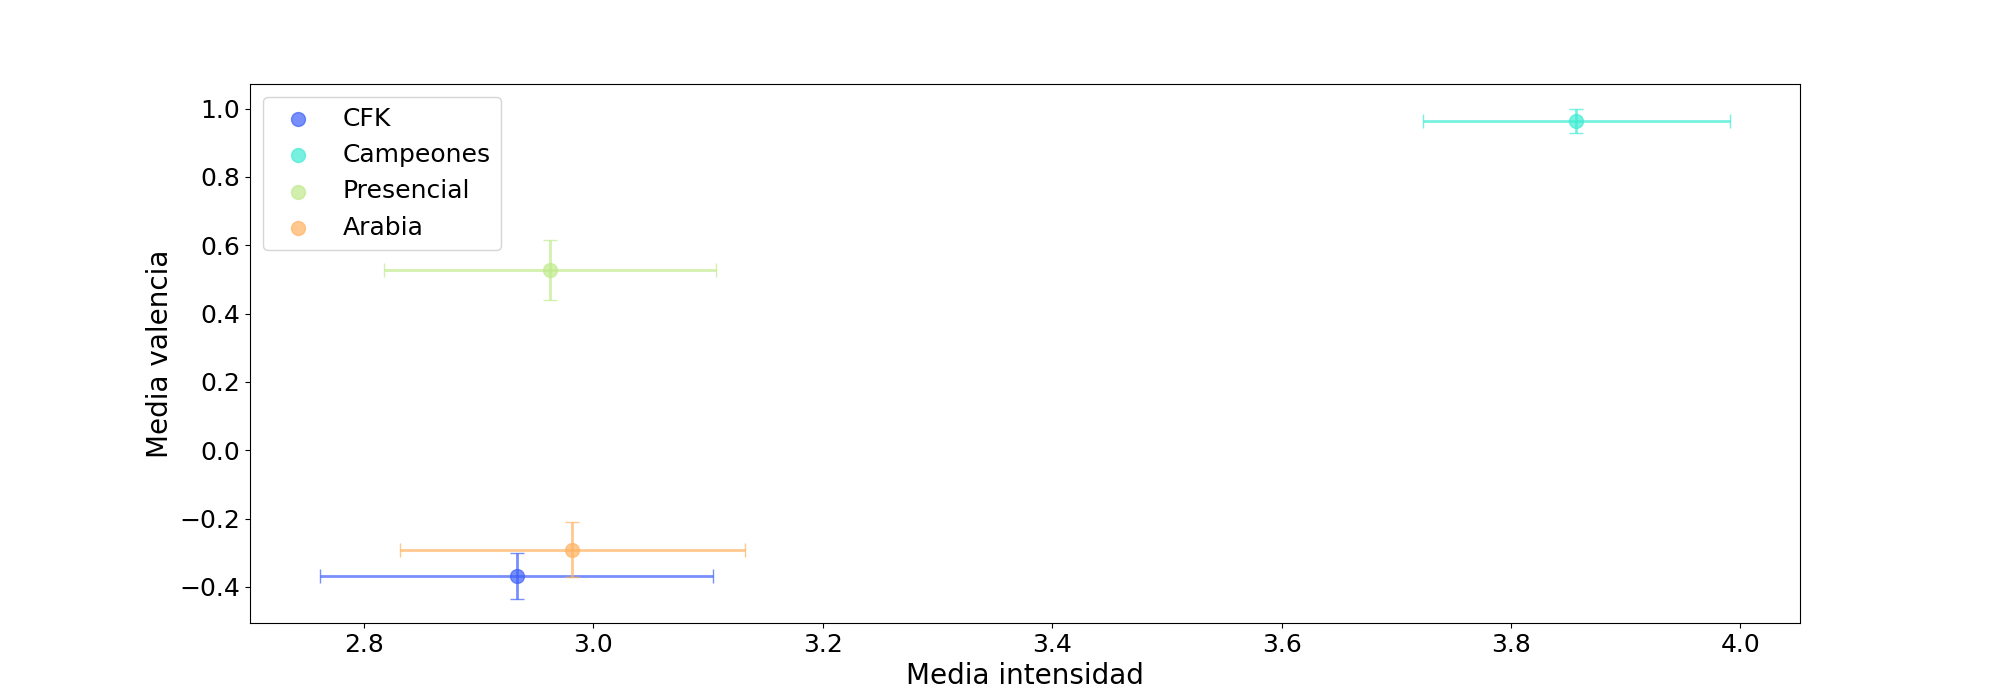 CFK
Campeones
Presencial
Arabia
Media valencia
1.0
0.8
0.6
0.4
0.2
0.0
−0.2
−0.4
2.8 3.0 3.2 3.4 3.6 3.8 4.0
Media intensidad